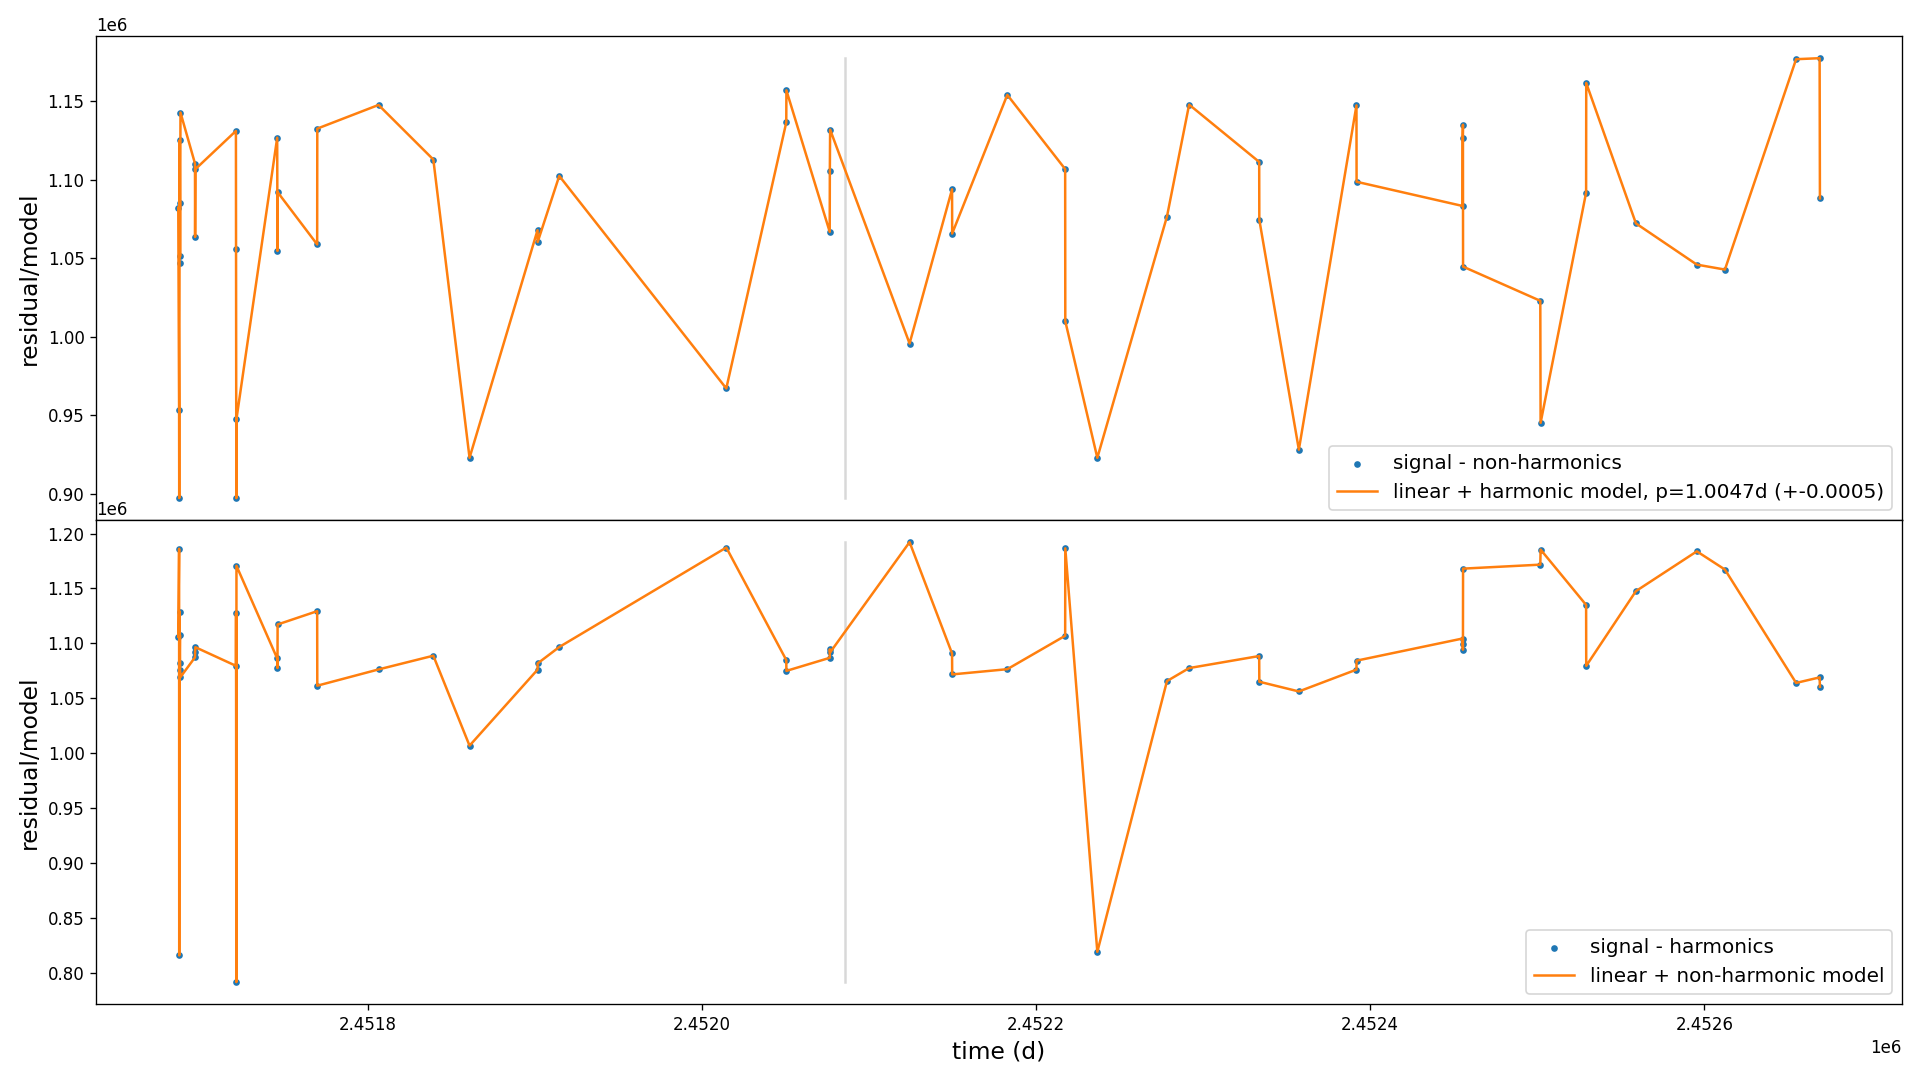 1e6
1.15
1.10
1.05
1.00
0.95
0.90
residual/model
signal - non-harmonics
linear + harmonic model, p=1.0047d (+-0.0005)
1e6
1.20
1.15
1.10
1.05
1.00
0.95
0.90
0.85
0.80
residual/model
signal - harmonics
linear + non-harmonic model
2.4518
2.4520
2.4522
2.4524
2.4526
time (d)
1e6